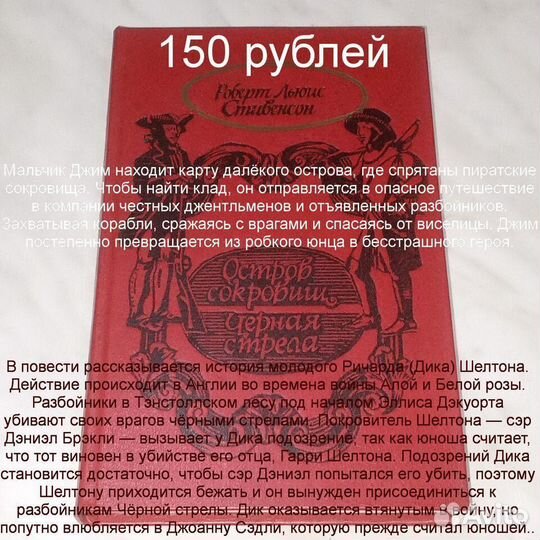 150 рублей
Роберт Льюис
Стивенсон
Мальчик Джим находит карту далёкого острова, где спрятаны пиратские
сокровища. Чтобы найти клад, он отправляется в опасное путешествие
в компании честных джентльменов и отъявленных разбойников.
Захватывая корабли, сражаясь с врагами и спасаясь от виселицы, Джим
постепенно превращается из робкого юнца в бесстрашного героя.
Остров
сокровищ
Черная
стрела
В повести рассказывается история молодого Ричарда (Дика) Шелтона.
Действие происходит в Англии во времена войны Алой и Белой розы.
Разбойники в Тэнстоллском лесу под началом Эллиса Дэкуорта
убивают своих врагов чёрными стрелами. Покровитель Шелтона — сэр
Дэниэл Брэкли — вызывает у Дика подозрение, так как юноша считает,
что тот виновен в убийстве его отца, Гарри Шелтона. Подозрений Дика
становится достаточно, чтобы сэр Дэниэл попытался его убить, поэтому
Шелтону приходится бежать и он вынужден присоединиться к
разбойникам Чёрной стрелы. Дик оказывается втянутым в войну, но
попутно влюбляется в Джоанну Сэдли, которую прежде считал юношей..
Avito